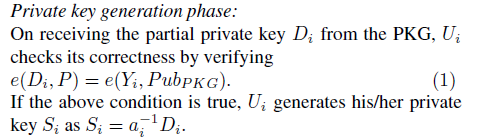 Private key generation phase:
On receiving the partial private key D_i from the PKG, U_i
checks its correctness by verifying
e(D_i, P) = e(Y_i, Pub_{PKG}). (1)
If the above condition is true, U_i generates his/her private
key S_i as S_i = a_i^{-1} D_i.